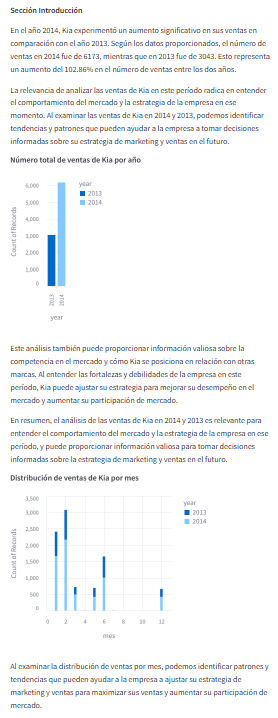 Sección Introducción
En el año 2014, Kia experimentó un aumento significativo en sus ventas en
comparación con el año 2013. Según los datos proporcionados, el número de
ventas en 2014 fue de 6173, mientras que en 2013 fue de 3043. Esto representa
un aumento del 102.86% en el número de ventas entre los dos años.
La relevancia de analizar las ventas de Kia en este período radica en entender
el comportamiento del mercado y la estrategia de la empresa en ese
momento. Al examinar las ventas de Kia en 2014 y 2013, podemos identificar
tendencias y patrones que pueden ayudar a la empresa a tomar decisiones
informadas sobre su estrategia de marketing y ventas en el futuro.
Número total de ventas de Kia por año
6,000
5,000
4,000
3,000
2,000
1,000
0
Count of Records
2013
2014
year
year
2013
2014
Este análisis también puede proporcionar información valiosa sobre la
competencia en el mercado y cómo Kia se posiciona en relación con otras
marcas. Al entender las fortalezas y debilidades de la empresa en este
período, Kia puede ajustar su estrategia para mejorar su desempeño en el
mercado y aumentar su participación de mercado.
En resumen, el análisis de las ventas de Kia en 2014 y 2013 es relevante para
entender el comportamiento del mercado y la estrategia de la empresa en ese
período, y puede proporcionar información valiosa para tomar decisiones
informadas sobre la estrategia de marketing y ventas en el futuro.
Distribución de ventas de Kia por mes
3,500
3,000
2,500
2,000
1,500
1,000
500
0
Count of Records
0 2 4 6 8 10 12
mes
year
2013
2014
Al examinar la distribución de ventas por mes, podemos identificar patrones y
tendencias que pueden ayudar a la empresa a ajustar su estrategia de
marketing y ventas para maximizar sus ventas y aumentar su participación de
mercado.